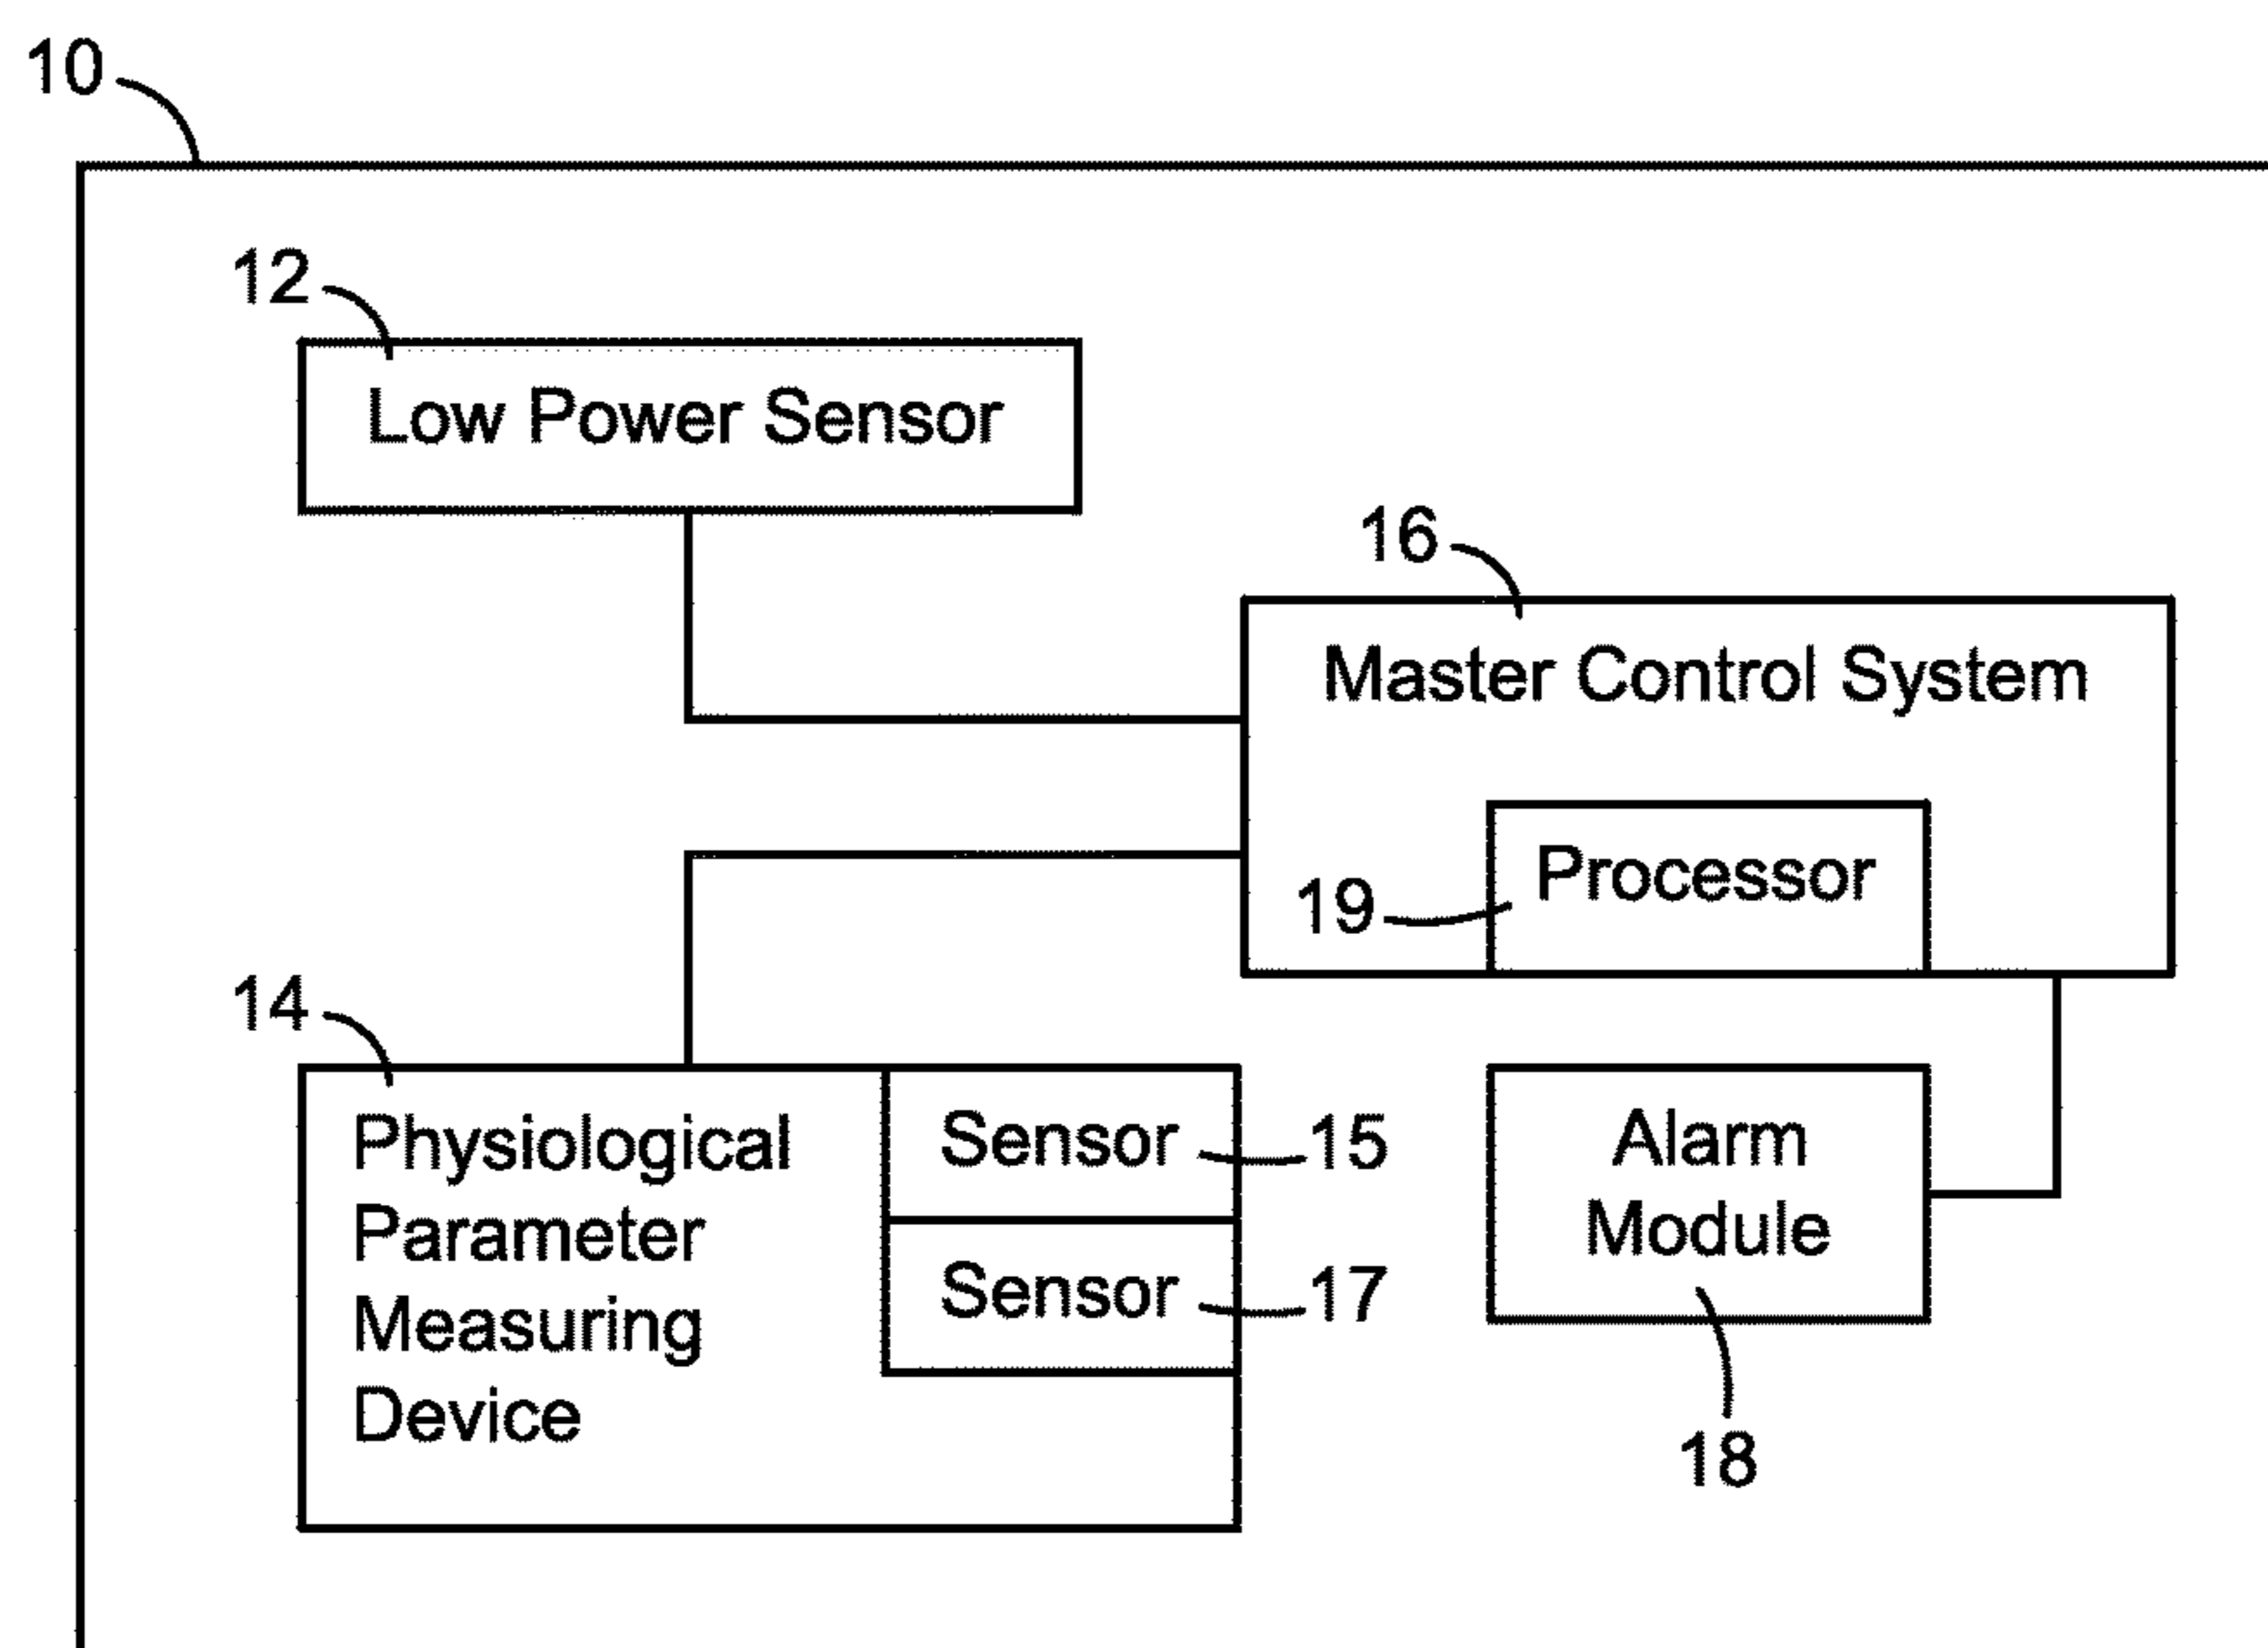 10
12
Low Power Sensor
16
Master Control System
Processor
19
14
Physiological
Parameter
Measuring
Device
Sensor
15
Sensor
17
Alarm
Module
18